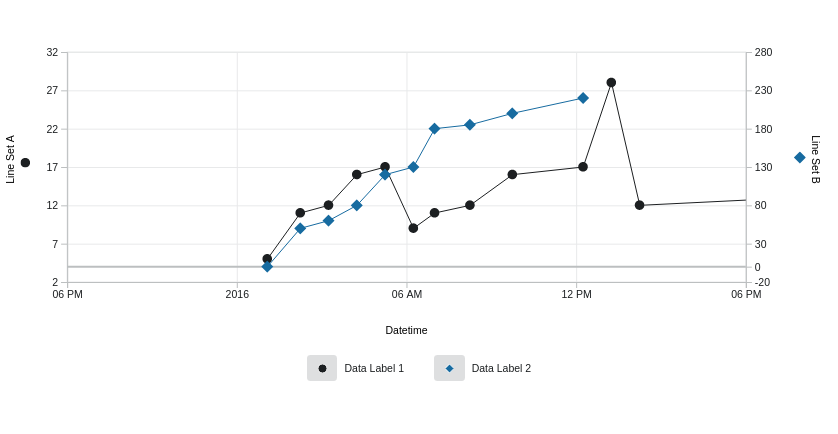 32
280
27
230
22
180
17
130
12
80
7
30
0
2
-20
Line Set A
Line Set B
06 PM
2016
06 AM
12 PM
06 PM
Datetime
Data Label 1
Data Label 2